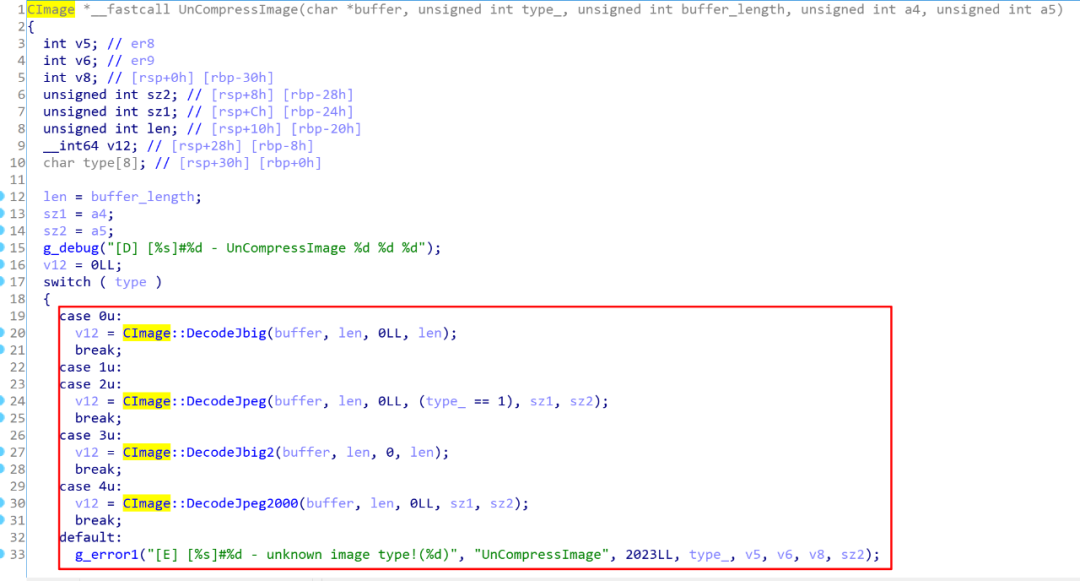 1 CImage *__fastcall UnCompressImage(char *buffer, unsigned int type_, unsigned int buffer_length, unsigned int a4, unsigned int a5)
2 {
3 int v5; // er8
4 int v6; // er9
5 int v8; // [rsp+0h] [rbp-30h]
6 unsigned int sz2; // [rsp+8h] [rbp-28h]
7 unsigned int sz1; // [rsp+Ch] [rbp-24h]
8 unsigned int len; // [rsp+10h] [rbp-20h]
9 __int64 v12; // [rsp+28h] [rbp-8h]
10 char type[8]; // [rsp+30h] [rbp+0h]
11
12 len = buffer_length;
13 sz1 = a4;
14 sz2 = a5;
15 g_debug("[D] [%s]#%d - UnCompressImage %d %d %d");
16 v12 = 0LL;
17 switch ( type )
18 {
19 case 0u:
20 v12 = CImage::DecodeJbig(buffer, len, 0LL, len);
21 break;
22 case 1u:
23 case 2u:
24 v12 = CImage::DecodeJpeg(buffer, len, 0LL, (type_ == 1), sz1, sz2);
25 break;
26 case 3u:
27 v12 = CImage::DecodeJbig2(buffer, len, 0, len);
28 break;
29 case 4u:
30 v12 = CImage::DecodeJpeg2000(buffer, len, 0LL, sz1, sz2);
31 break;
32 default:
33 g_error1("[E] [%s]#%d - unknown image type!(%d)", "UnCompressImage", 2023LL, type_, v5, v6, v8, sz2);